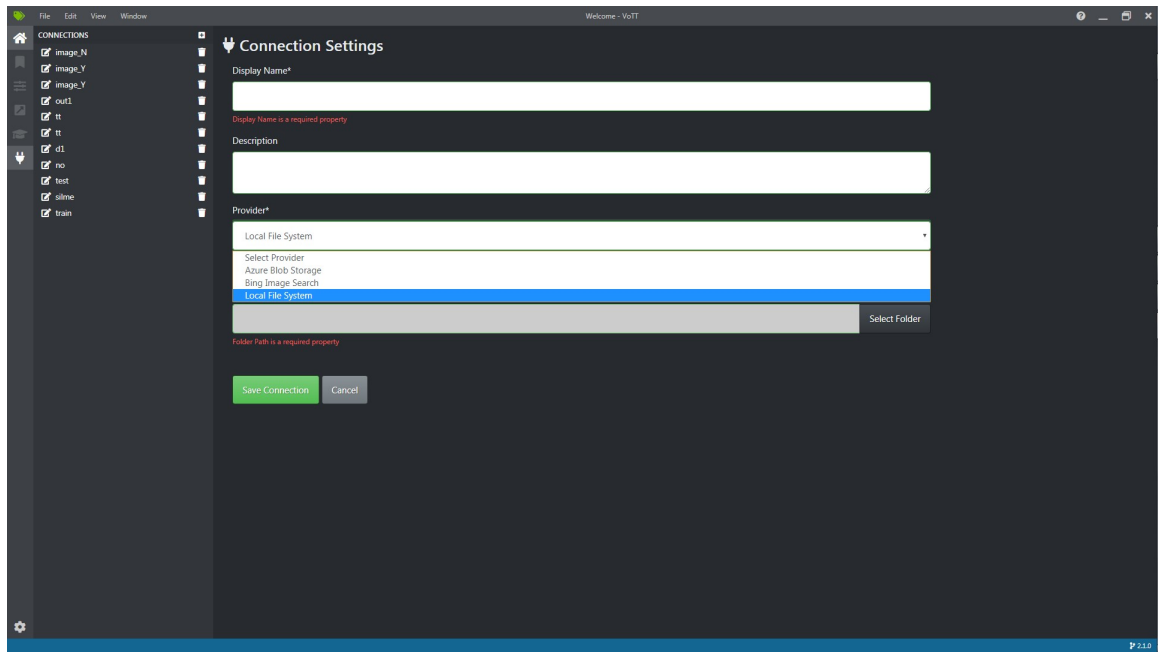 File Edit View Window Welcome - VoTT
CONNECTIONS
image_N
image_Y
image_Y
out1
tt
tt
d1
no
test
silme
train
Connection Settings
Display Name*
Display Name is a required property
Description
Provider*
Local File System
Select Provider
Azure Blob Storage
Bing Image Search
Local File System
Select Folder
Folder Path is a required property
Save Connection Cancel
2.1.0